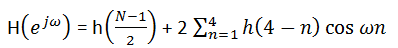 H(e^{jω}) = h((N−1)/2) + 2 ∑_{n=1}^{4} h(4 − n) cos ωn